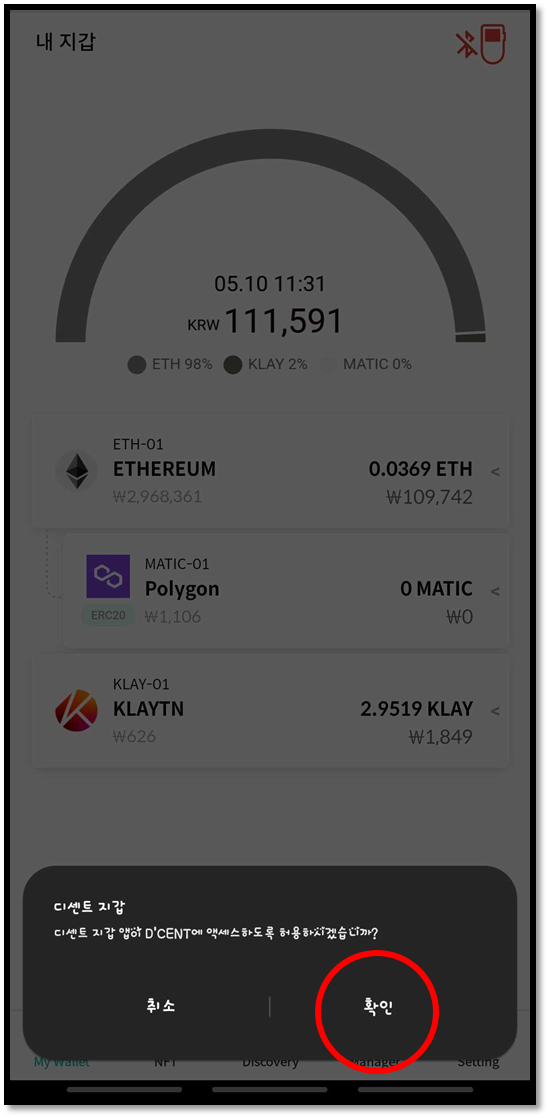 내 지갑
05.10 11:31
KRW 111,591
ETH 98% KLAY 2% MATIC 0%
ETH-01
ETHEREUM 0.0369 ETH <
₩2,968,361 ₩109,742
MATIC-01
Polygon 0 MATIC <
ERC20 ₩1,106 ₩0
KLAY-01
KLAYTN 2.9519 KLAY <
₩626 ₩1,849
디센트 지갑
디센트 지갑 앱이 D'CENT에 액세스하도록 허용하시겠습니까?
취소 확인
My Wallet NFT Discovery Manager Setting